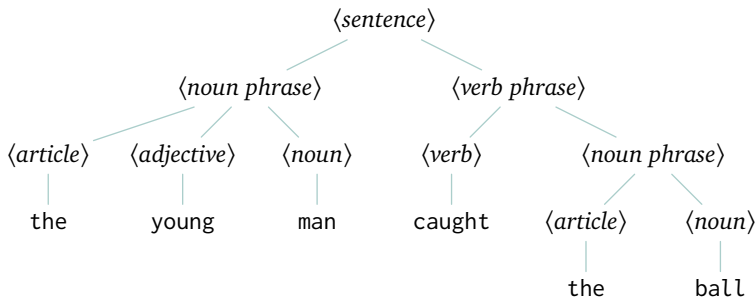 ⟨sentence⟩
⟨noun phrase⟩ ⟨verb phrase⟩
⟨article⟩ ⟨adjective⟩ ⟨noun⟩ ⟨verb⟩ ⟨noun phrase⟩
the young man caught ⟨article⟩ ⟨noun⟩
the ball